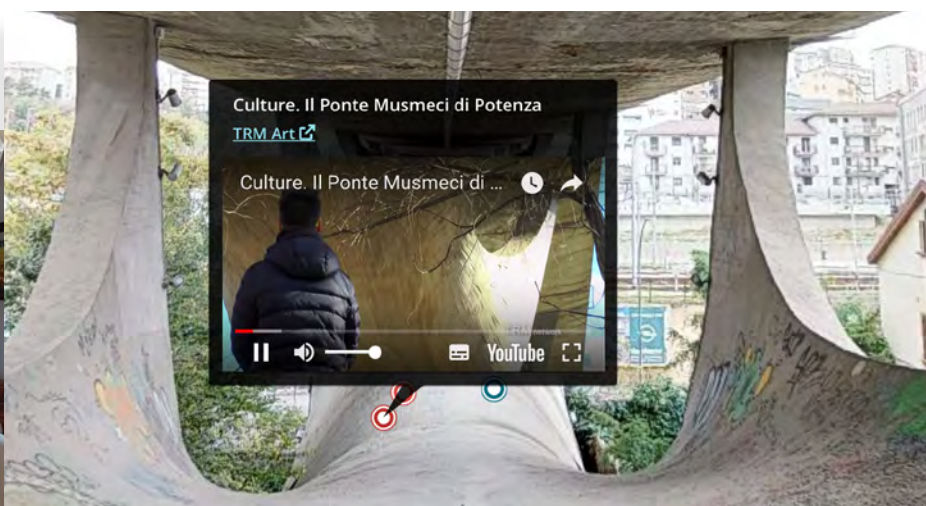 Culture. Il Ponte Musmeci di Potenza
TRM Art
Culture. Il Ponte Musmeci di ...
YouTube